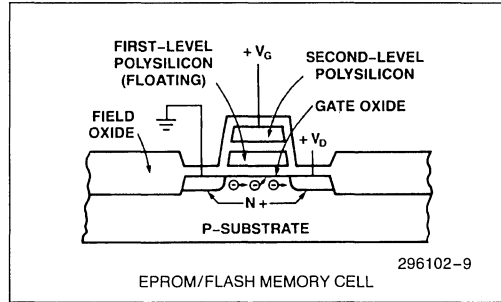 FIRST–LEVEL
POLYSILICON
(FLOATING)
+ V_G
SECOND–LEVEL
POLYSILICON
GATE OXIDE
FIELD
OXIDE
+ V_D
N +
P–SUBSTRATE
296102–9
EPROM/FLASH MEMORY CELL